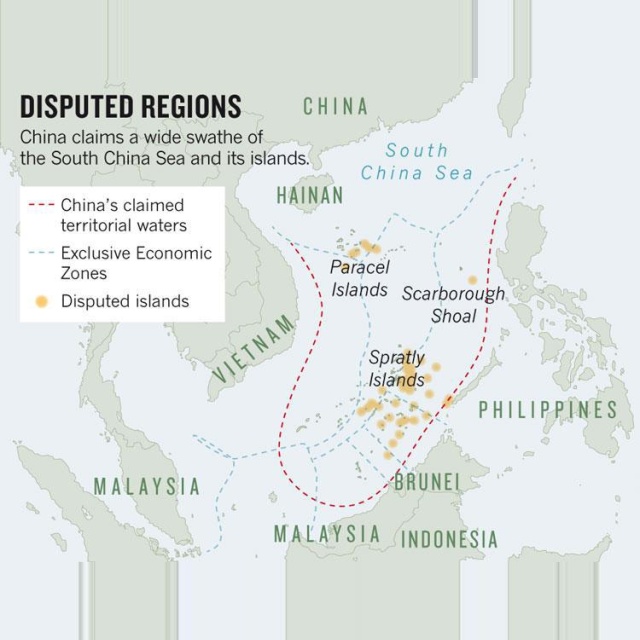 DISPUTED REGIONS
China claims a wide swathe of
the South China Sea and its islands.
China's claimed
territorial waters
Exclusive Economic
Zones
Disputed islands
CHINA
South
China Sea
HAINAN
Paracel
Islands
Scarborough
Shoal
VIETNAM
Spratly
Islands
PHILIPPINES
MALAYSIA
BRUNEI
MALAYSIA
INDONESIA